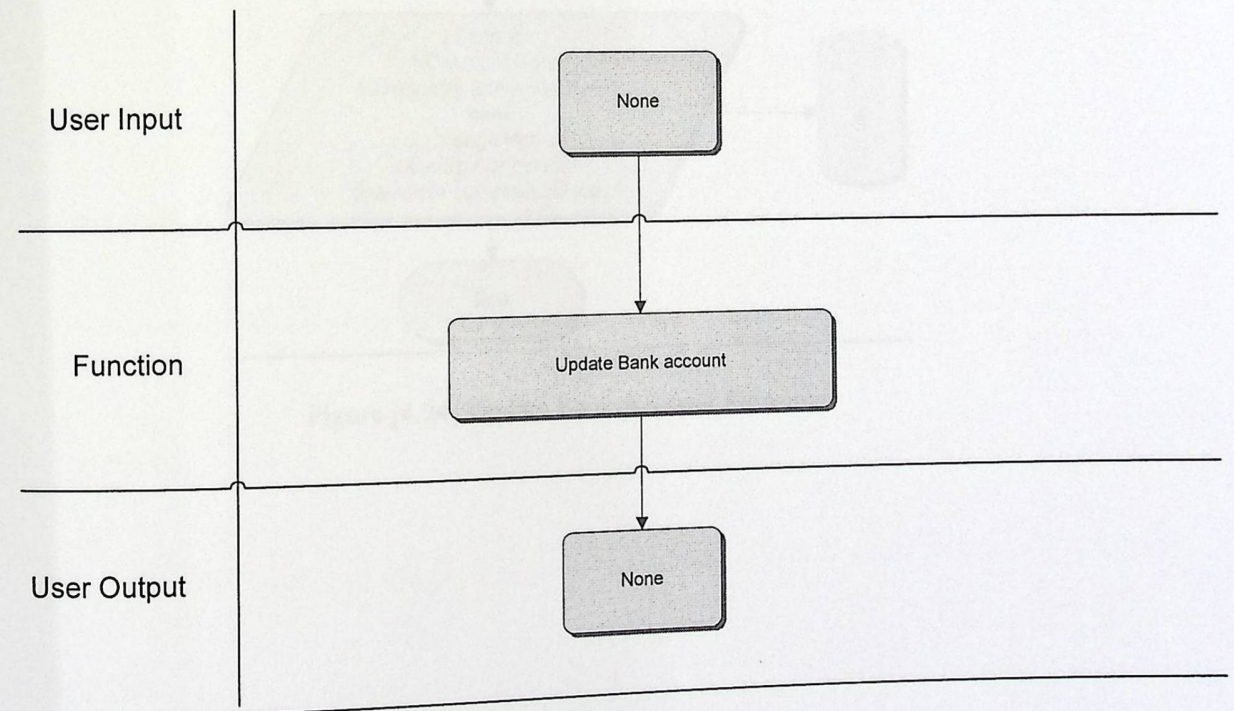 User Input
None
Function
Update Bank account
User Output
None